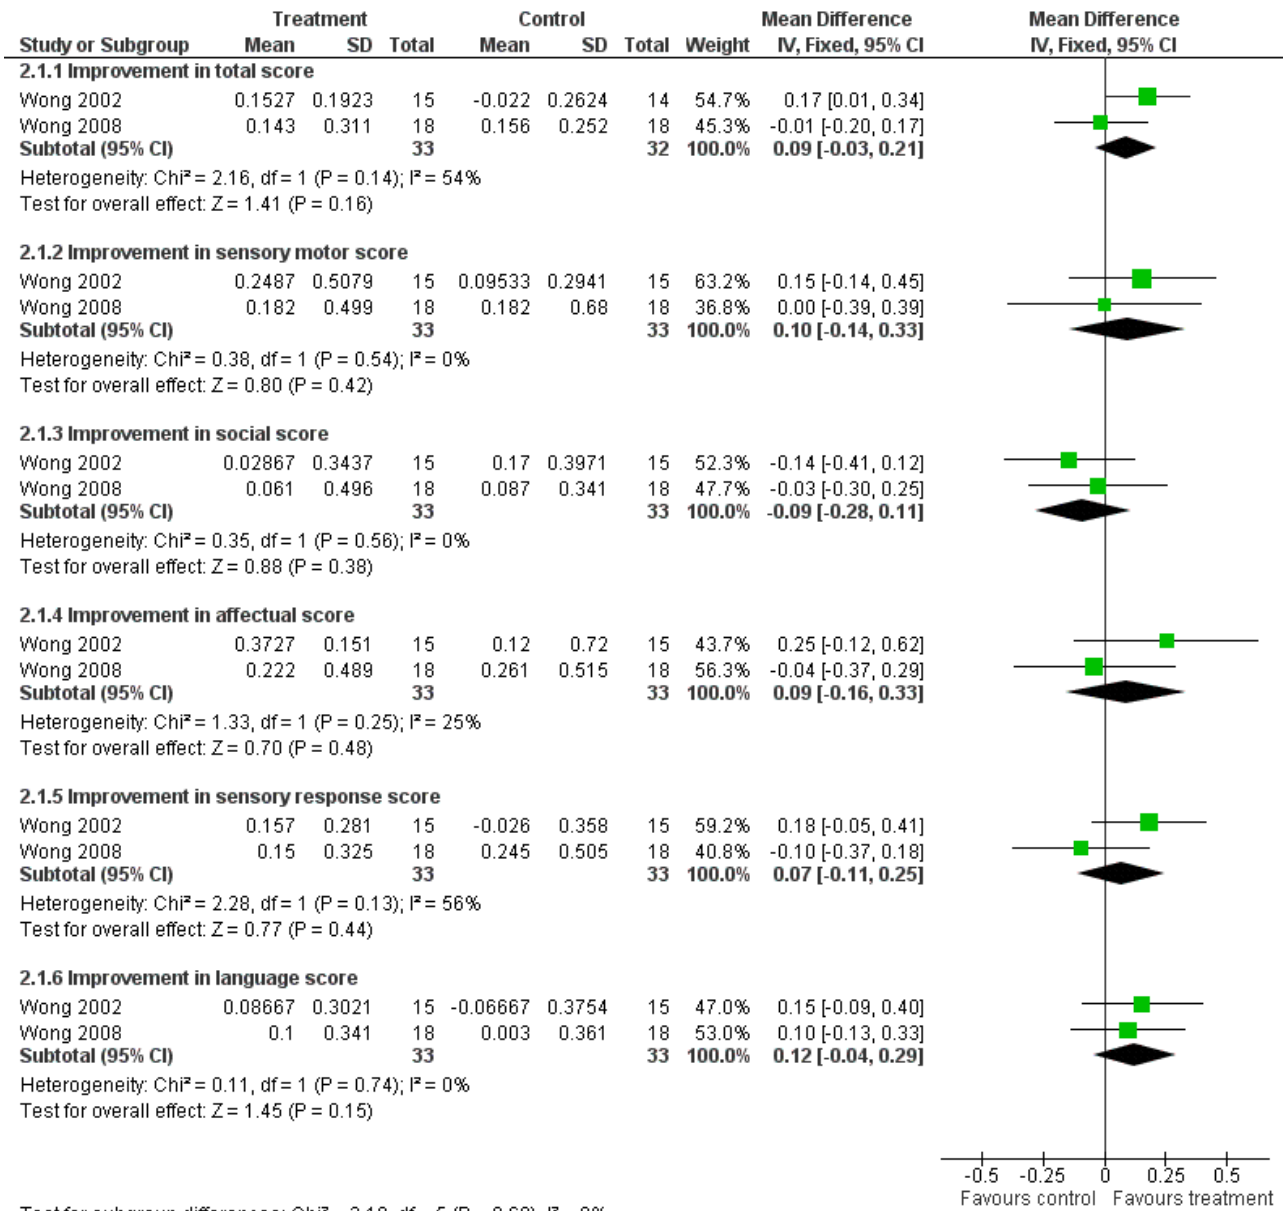 Treatment Control Mean Difference Mean Difference
Study or Subgroup Mean SD Total Mean SD Total Weight IV, Fixed, 95% CI IV, Fixed, 95% CI
2.1.1 Improvement in total score
Wong 2002 0.1527 0.1923 15 -0.022 0.2624 14 54.7% 0.17 [0.01, 0.34]
Wong 2008 0.143 0.311 18 0.156 0.252 18 45.3% -0.01 [-0.20, 0.17]
Subtotal (95% CI) 33 32 100.0% 0.09 [-0.03, 0.21]
Heterogeneity: Chi² = 2.16, df = 1 (P = 0.14); I² = 54%
Test for overall effect: Z = 1.41 (P = 0.16)
2.1.2 Improvement in sensory motor score
Wong 2002 0.2487 0.5079 15 0.09533 0.2941 15 63.2% 0.15 [-0.14, 0.45]
Wong 2008 0.182 0.499 18 0.182 0.68 18 36.8% 0.00 [-0.39, 0.39]
Subtotal (95% CI) 33 33 100.0% 0.10 [-0.14, 0.33]
Heterogeneity: Chi² = 0.38, df = 1 (P = 0.54); I² = 0%
Test for overall effect: Z = 0.80 (P = 0.42)
2.1.3 Improvement in social score
Wong 2002 0.02867 0.3437 15 0.17 0.3971 15 52.3% -0.14 [-0.41, 0.12]
Wong 2008 0.061 0.496 18 0.087 0.341 18 47.7% -0.03 [-0.30, 0.25]
Subtotal (95% CI) 33 33 100.0% -0.09 [-0.28, 0.11]
Heterogeneity: Chi² = 0.35, df = 1 (P = 0.56); I² = 0%
Test for overall effect: Z = 0.88 (P = 0.38)
2.1.4 Improvement in affectual score
Wong 2002 0.3727 0.151 15 0.12 0.72 15 43.7% 0.25 [-0.12, 0.62]
Wong 2008 0.222 0.489 18 0.261 0.515 18 56.3% -0.04 [-0.37, 0.29]
Subtotal (95% CI) 33 33 100.0% 0.09 [-0.16, 0.33]
Heterogeneity: Chi² = 1.33, df = 1 (P = 0.25); I² = 25%
Test for overall effect: Z = 0.70 (P = 0.48)
2.1.5 Improvement in sensory response score
Wong 2002 0.157 0.281 15 -0.026 0.358 15 59.2% 0.18 [-0.05, 0.41]
Wong 2008 0.15 0.325 18 0.245 0.505 18 40.8% -0.10 [-0.37, 0.18]
Subtotal (95% CI) 33 33 100.0% 0.07 [-0.11, 0.25]
Heterogeneity: Chi² = 2.28, df = 1 (P = 0.13); I² = 56%
Test for overall effect: Z = 0.77 (P = 0.44)
2.1.6 Improvement in language score
Wong 2002 0.08667 0.3021 15 -0.06667 0.3754 15 47.0% 0.15 [-0.09, 0.40]
Wong 2008 0.1 0.341 18 0.003 0.361 18 53.0% 0.10 [-0.13, 0.33]
Subtotal (95% CI) 33 33 100.0% 0.12 [-0.04, 0.29]
Heterogeneity: Chi² = 0.11, df = 1 (P = 0.74); I² = 0%
Test for overall effect: Z = 1.45 (P = 0.15)
-0.5 -0.25 0 0.25 0.5
Favours control Favours treatment